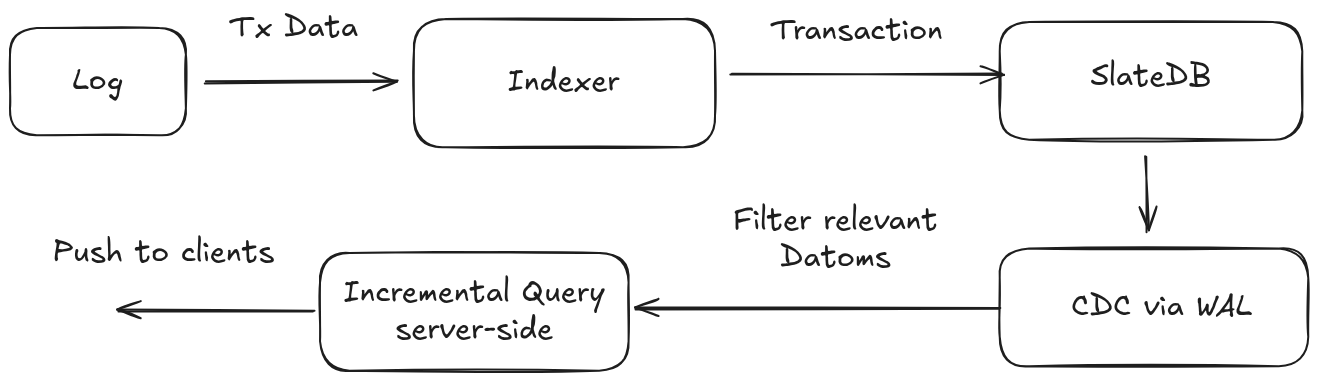 Tx Data
Transaction
Log
Indexer
SlateDB
Filter relevant
Datoms
Push to clients
Incremental Query
server-side
CDC via WAL